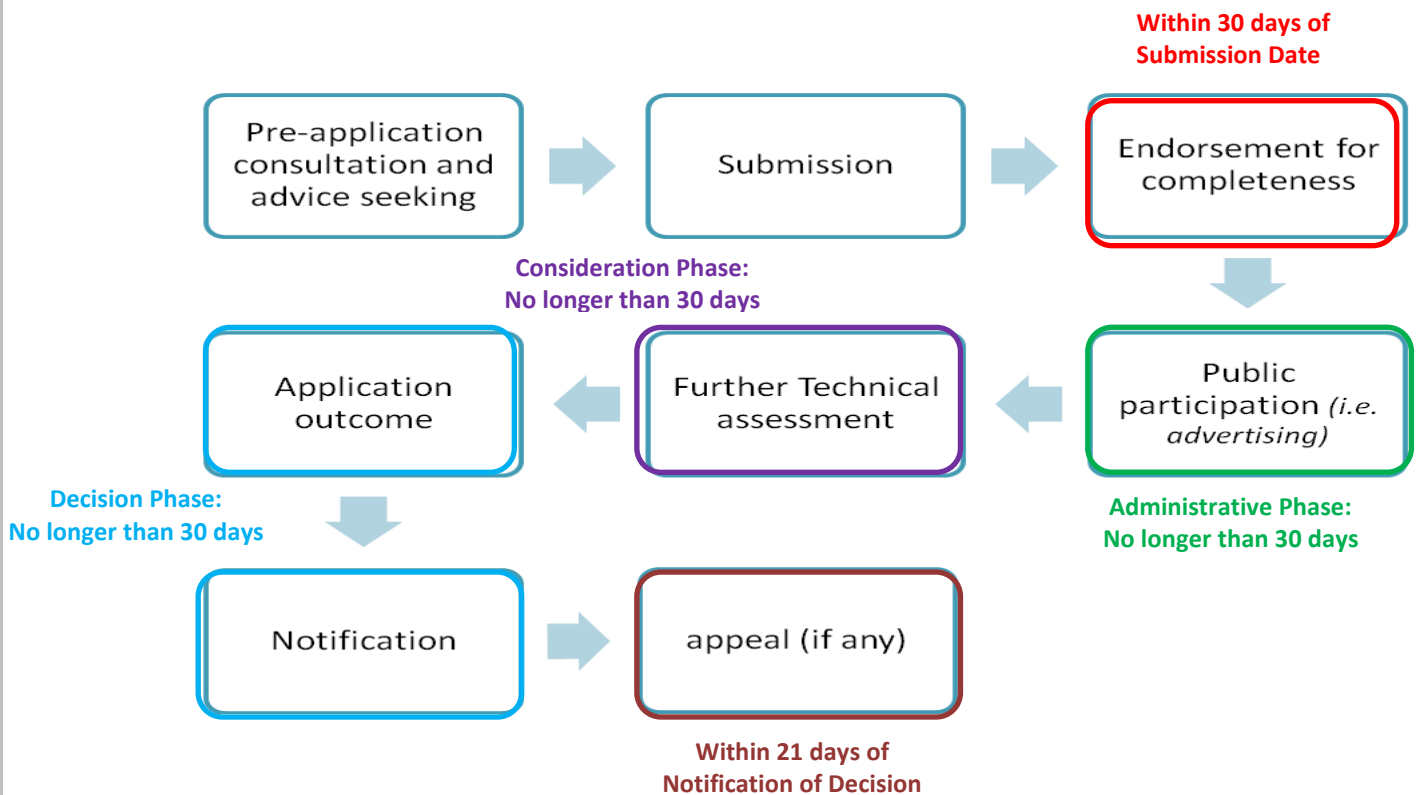 Within 30 days of
Submission Date
Pre-application
consultation and
advice seeking
Submission
Endorsement for
completeness
Consideration Phase:
No longer than 30 days
Application
outcome
Further Technical
assessment
Public
participation (i.e.
advertising)
Decision Phase:
No longer than 30 days
Administrative Phase:
No longer than 30 days
Notification
appeal (if any)
Within 21 days of
Notification of Decision